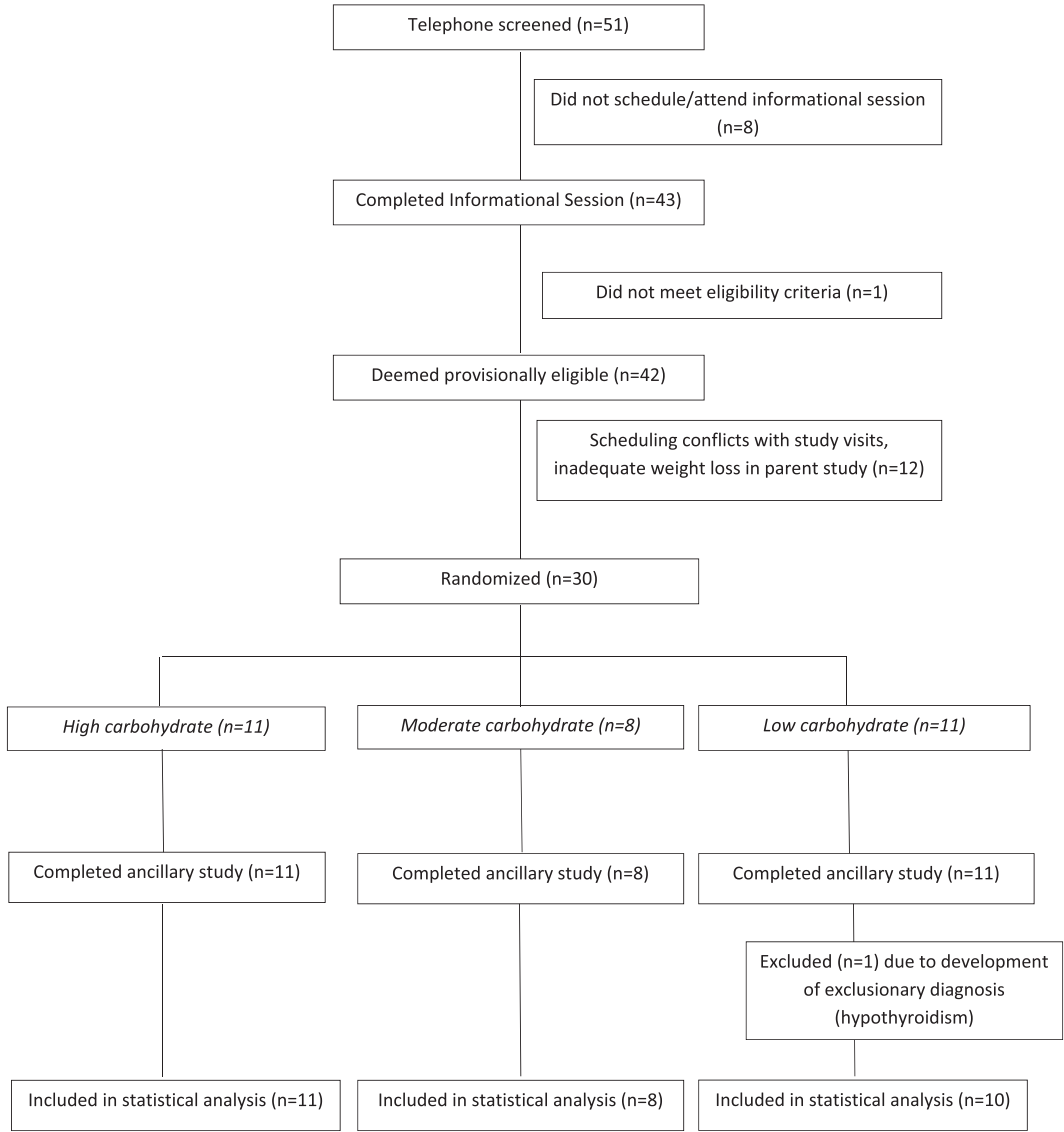 Telephone screened (n=51)
Did not schedule/attend informational session
(n=8)
Completed Informational Session (n=43)
Did not meet eligibility criteria (n=1)
Deemed provisionally eligible (n=42)
Scheduling conflicts with study visits,
inadequate weight loss in parent study (n=12)
Randomized (n=30)
High carbohydrate (n=11)
Moderate carbohydrate (n=8)
Low carbohydrate (n=11)
Completed ancillary study (n=11)
Completed ancillary study (n=8)
Completed ancillary study (n=11)
Excluded (n=1) due to development
of exclusionary diagnosis
(hypothyroidism)
Included in statistical analysis (n=11)
Included in statistical analysis (n=8)
Included in statistical analysis (n=10)